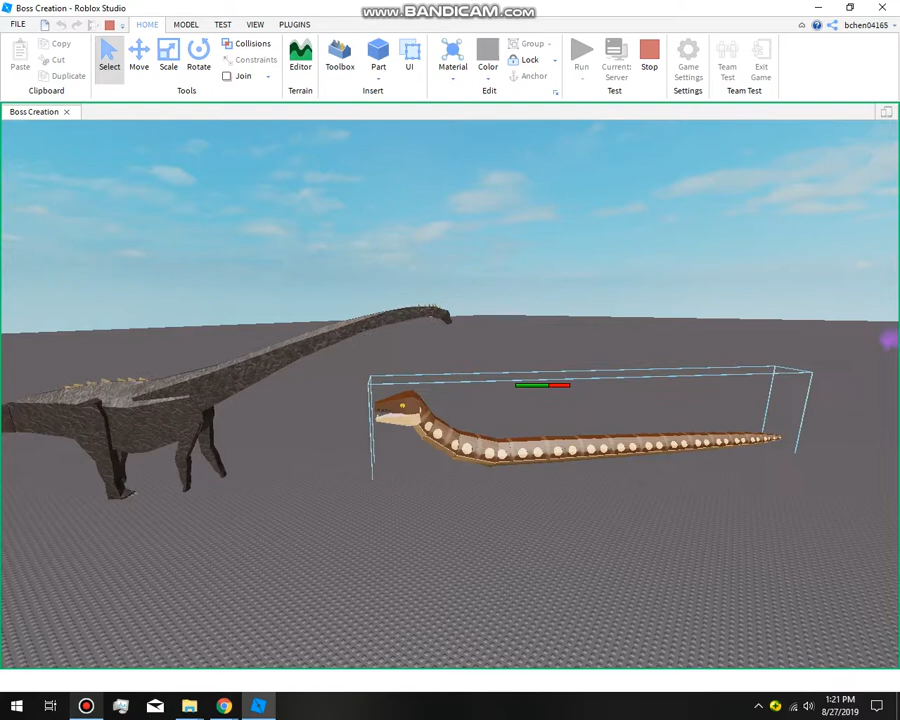 www.BANDICAM.com
Boss Creation - Roblox Studio
FILE HOME MODEL TEST VIEW PLUGINS bchen04165
Paste Copy Cut Duplicate
Select Move Scale Rotate Collisions Constraints Join
Editor Toolbox Part UI
Material Color Group Lock Anchor
Run Current: Server Stop Game Settings Team Test Exit Game
Clipboard Tools Terrain Insert Edit Test Settings Team Test
Boss Creation
1:21 PM
8/27/2019